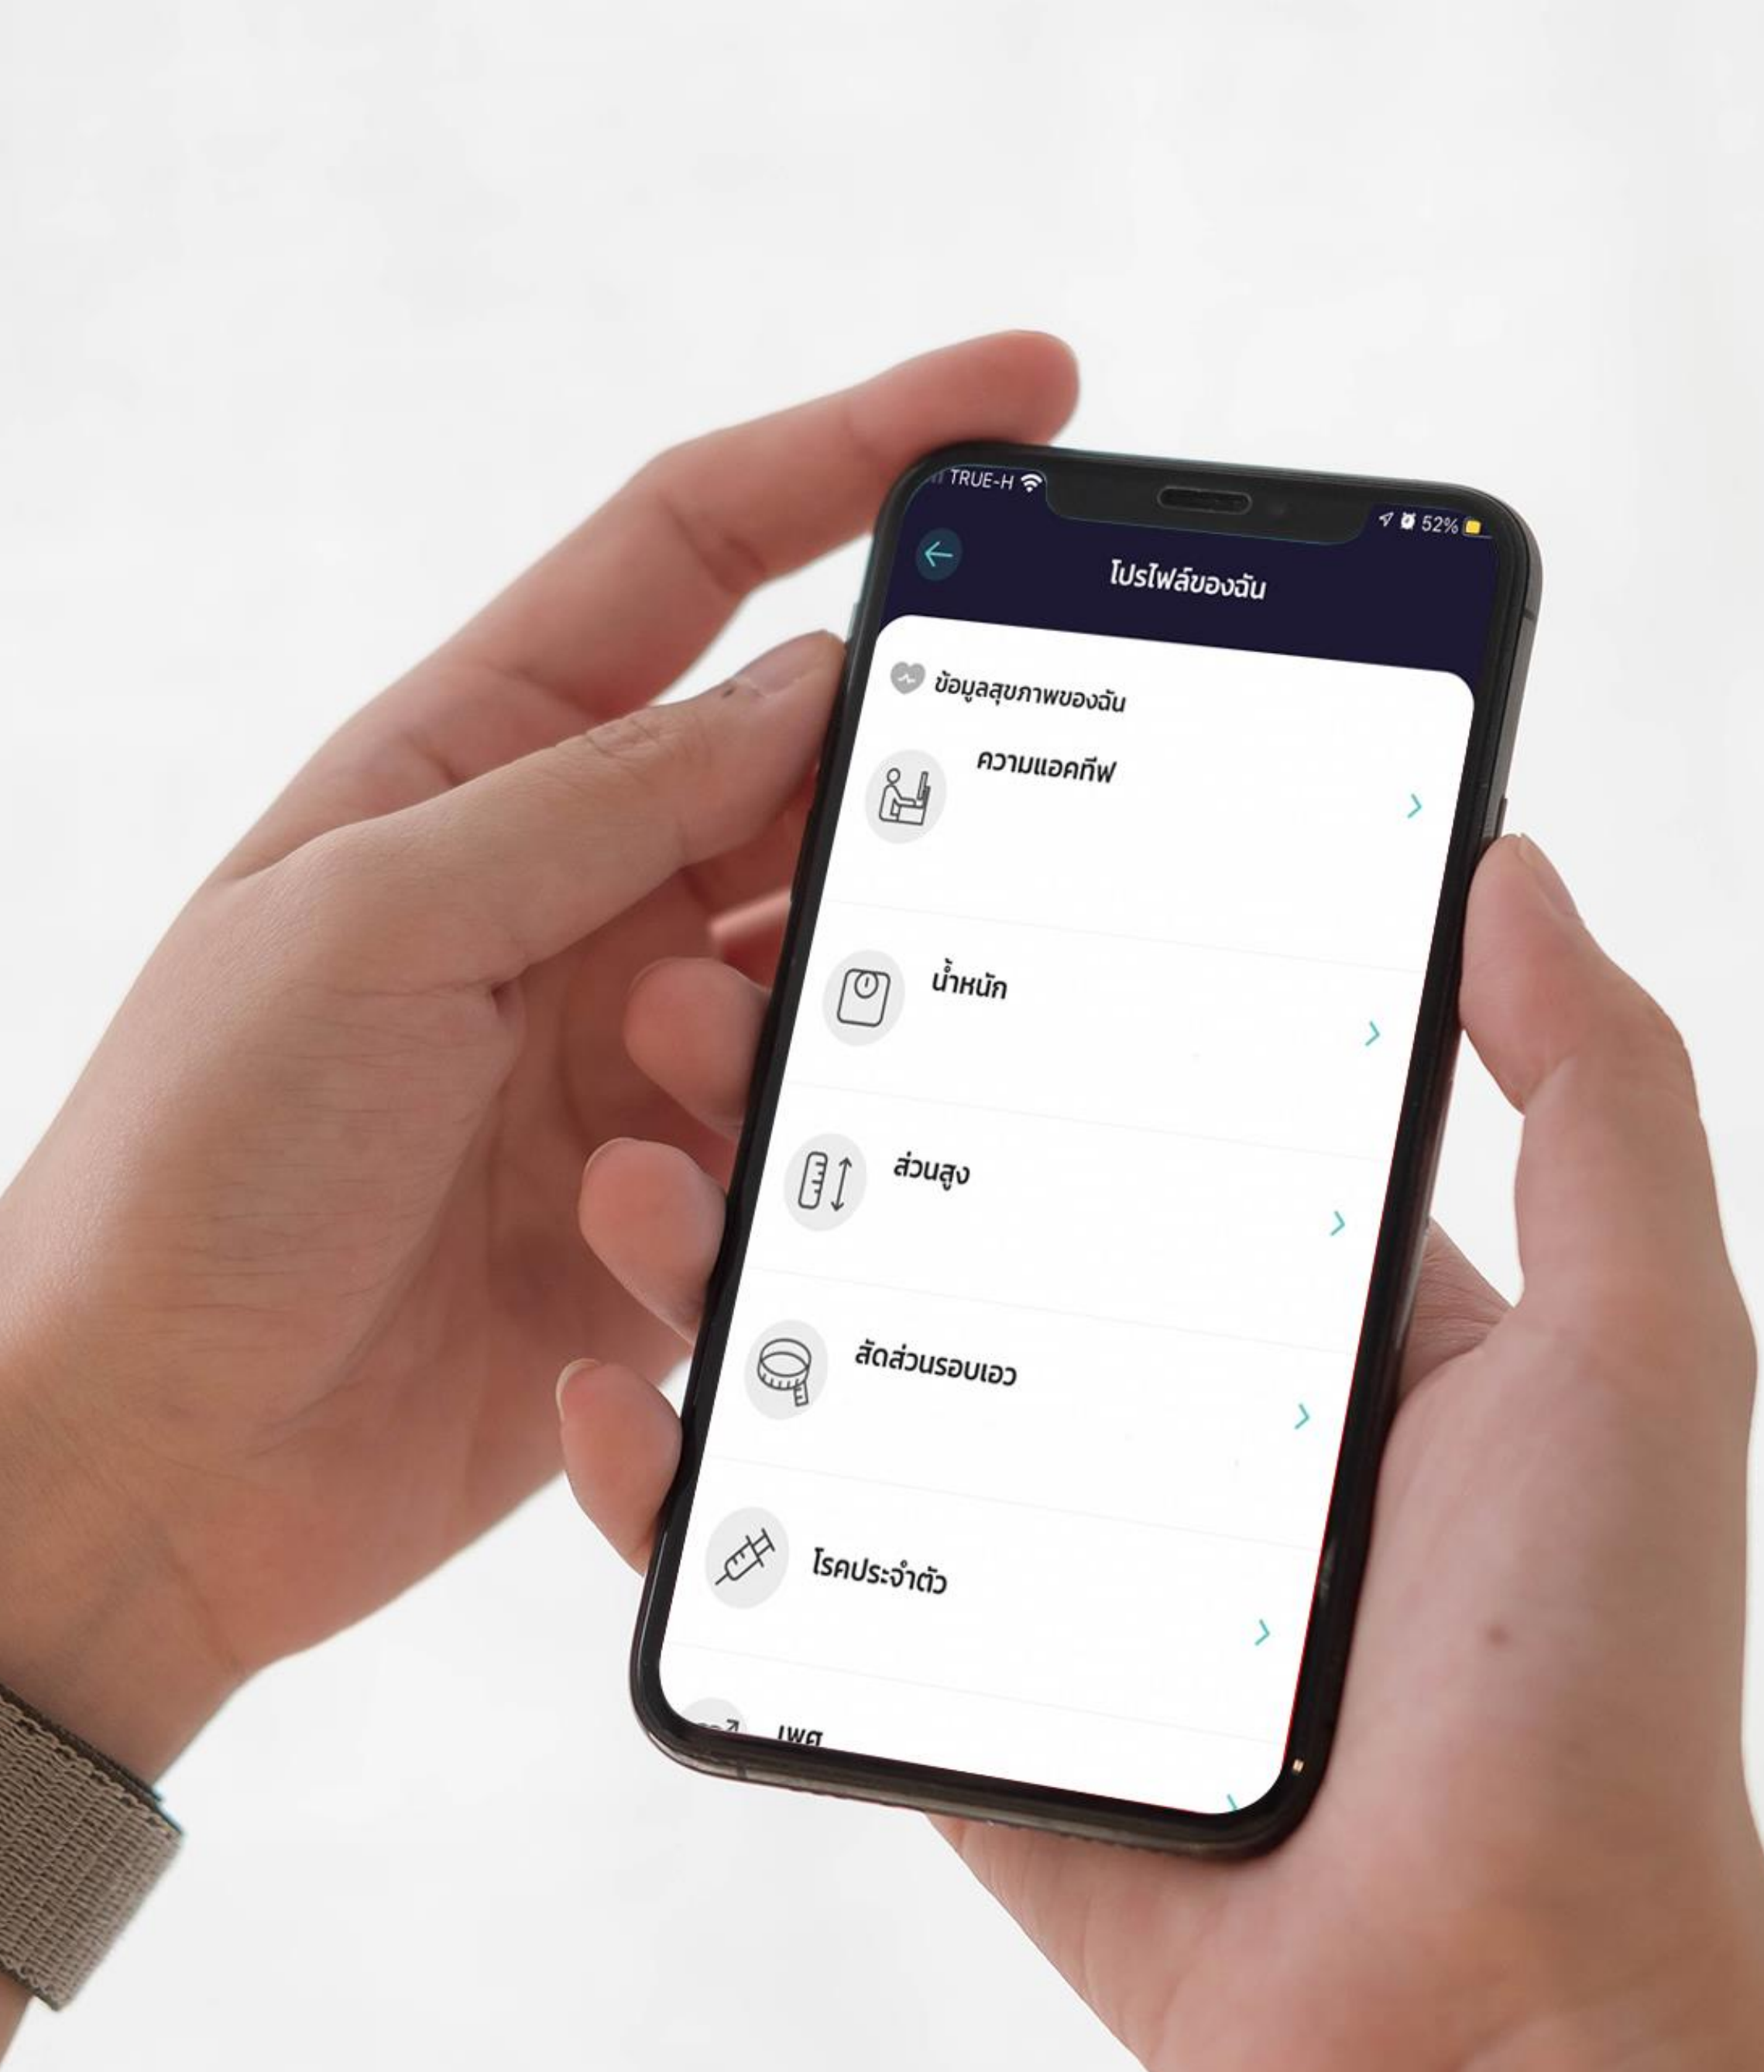 TRUE-H
52%
โปรไฟล์ของฉัน
ข้อมูลสุขภาพของฉัน
ความแอคทีฟ
น้ำหนัก
ส่วนสูง
สัดส่วนรอบเอว
โรคประจำตัว
เพศ